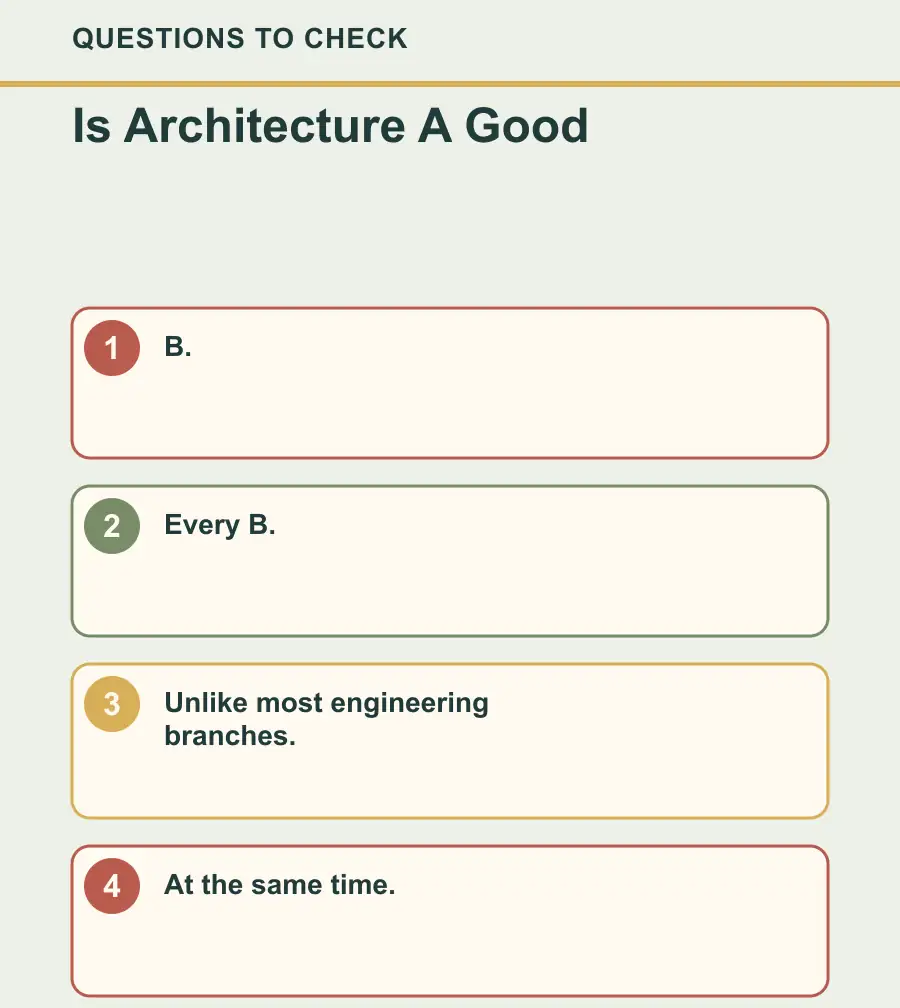 QUESTIONS TO CHECK
Is Architecture A Good
1
B.
2
Every B.
3
Unlike most engineering
branches.
4
At the same time.